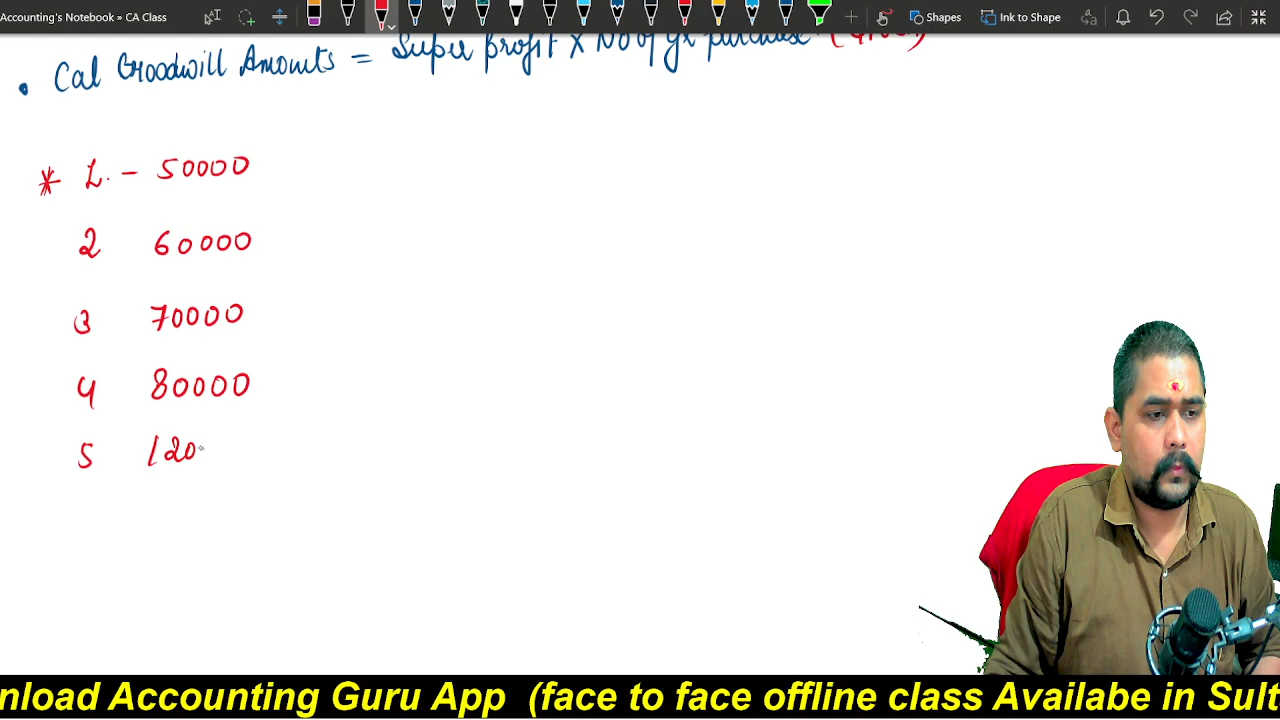 Accounting's Notebook » CA Class
Shapes
Ink to Shape
• Cal Goodwill Amounts = Super profit X No of yr purchase
* 1. - 50000
2 60000
3 70000
4 80000
5 120
nload Accounting Guru App (face to face offline class Availabe in Sult